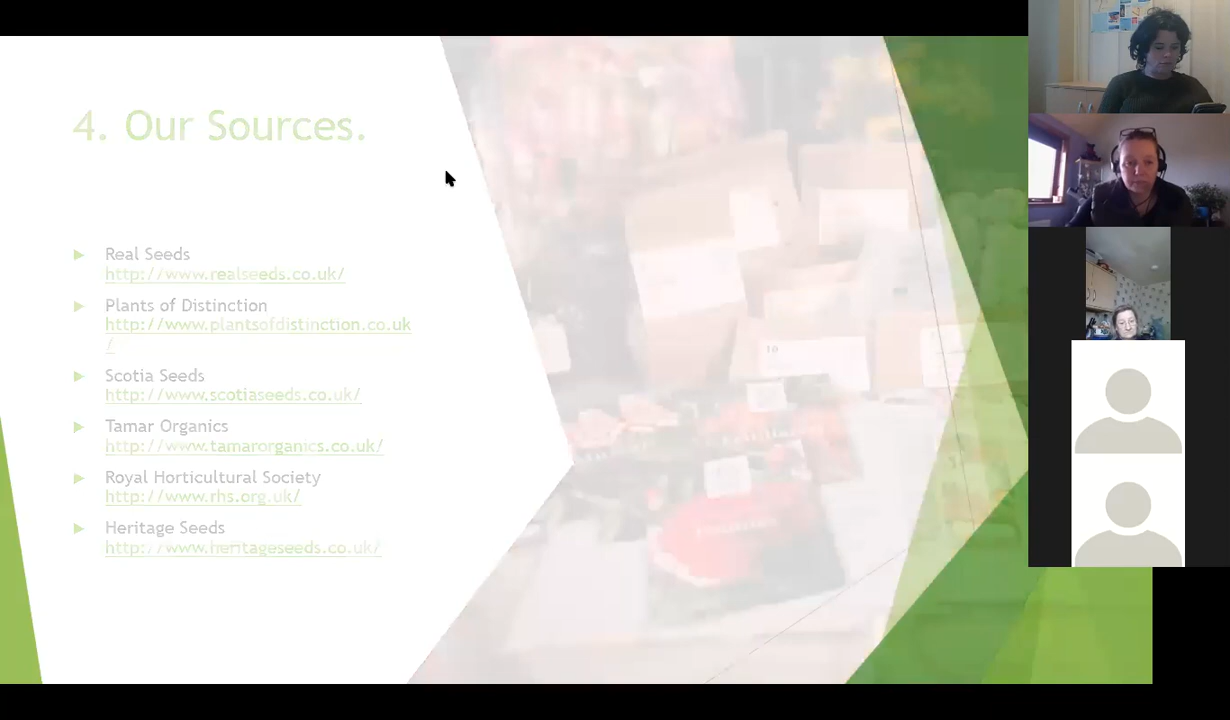 4. Our Sources.
Real Seeds
http://www.realseeds.co.uk/
Plants of Distinction
http://www.plantsofdistinction.co.uk
/
Scotia Seeds
http://www.scotiaseeds.co.uk/
Tamar Organics
http://www.tamarorganics.co.uk/
Royal Horticultural Society
http://www.rhs.org.uk/
Heritage Seeds
http://www.heritageseeds.co.uk/
10